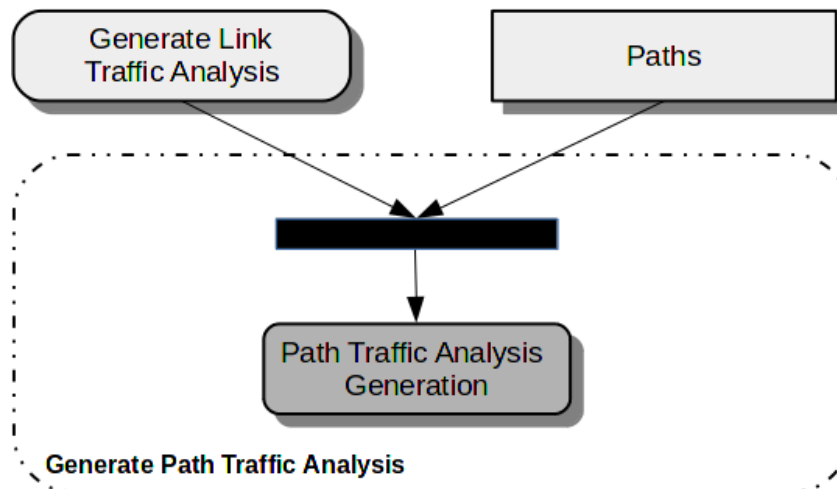 Generate Link
Traffic Analysis
Paths
Path Traffic Analysis
Generation
Generate Path Traffic Analysis